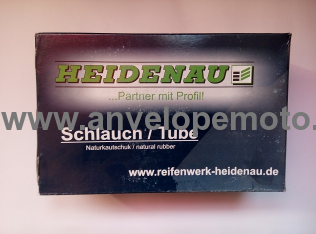 HEIDENAU
...Partner mit Profil!
www.anvelopemoto.
Schlauch / Tube
Naturkautschuk / natural rubber
www.reifenwerk-heidenau.de